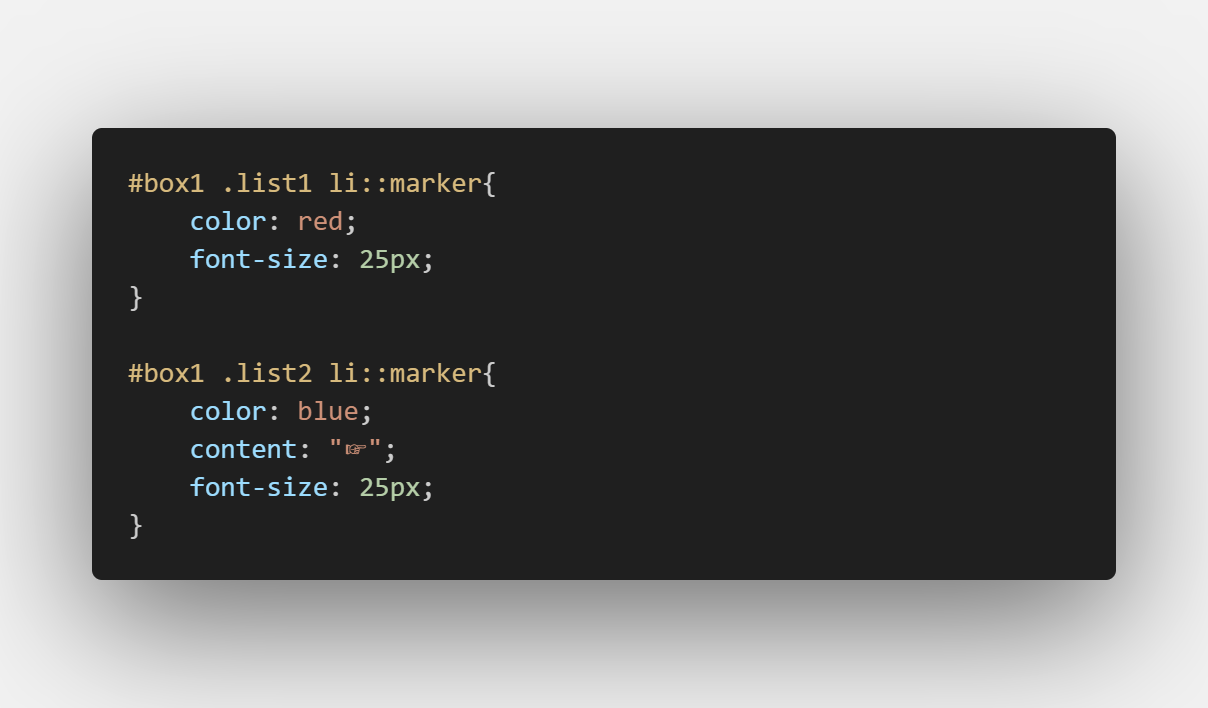 #box1 .list1 li::marker{
    color: red;
    font-size: 25px;
}

#box1 .list2 li::marker{
    color: blue;
    content: "☞";
    font-size: 25px;
}